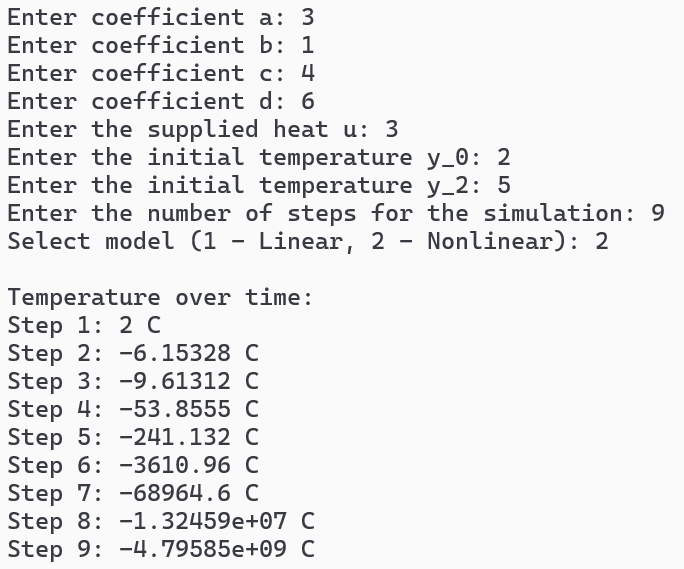 Enter coefficient a: 3
Enter coefficient b: 1
Enter coefficient c: 4
Enter coefficient d: 6
Enter the supplied heat u: 3
Enter the initial temperature y_0: 2
Enter the initial temperature y_2: 5
Enter the number of steps for the simulation: 9
Select model (1 - Linear, 2 - Nonlinear): 2
Temperature over time:
Step 1: 2 C
Step 2: -6.15328 C
Step 3: -9.61312 C
Step 4: -53.8555 C
Step 5: -241.132 C
Step 6: -3610.96 C
Step 7: -68964.6 C
Step 8: -1.32459e+07 C
Step 9: -4.79585e+09 C